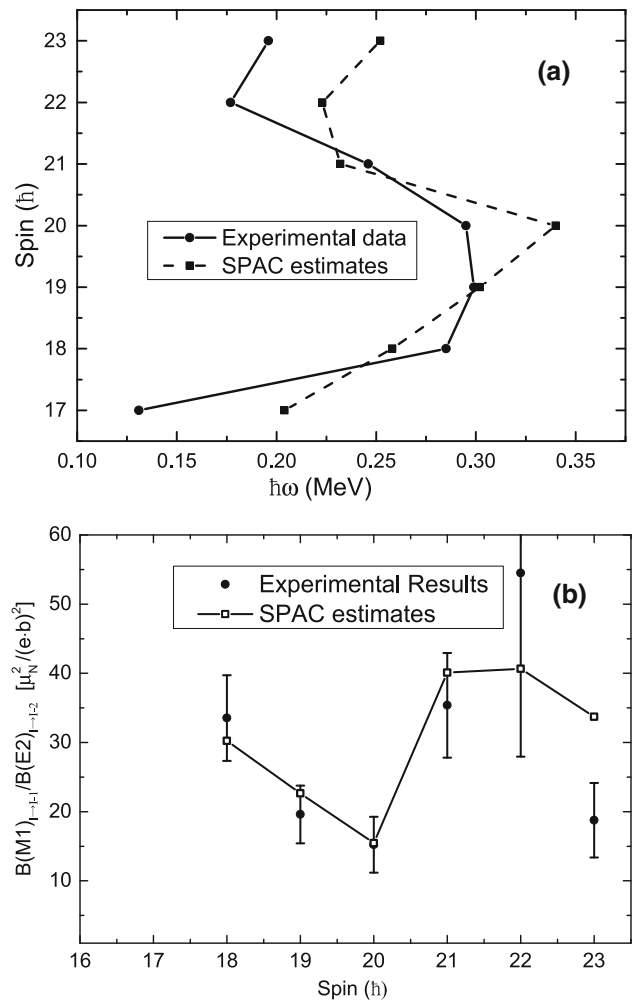 23
22
21
20
19
18
17
Spin (ħ)
(a)
Experimental data
SPAC estimates
0.10 0.15 0.20 0.25 0.30 0.35
ħω (MeV)
60
50
40
30
20
10
B(M1)I→I-1/B(E2)I→I-2 [μN²/(e·b)²]
(b)
Experimental Results
SPAC estimates
16 17 18 19 20 21 22 23
Spin (ħ)